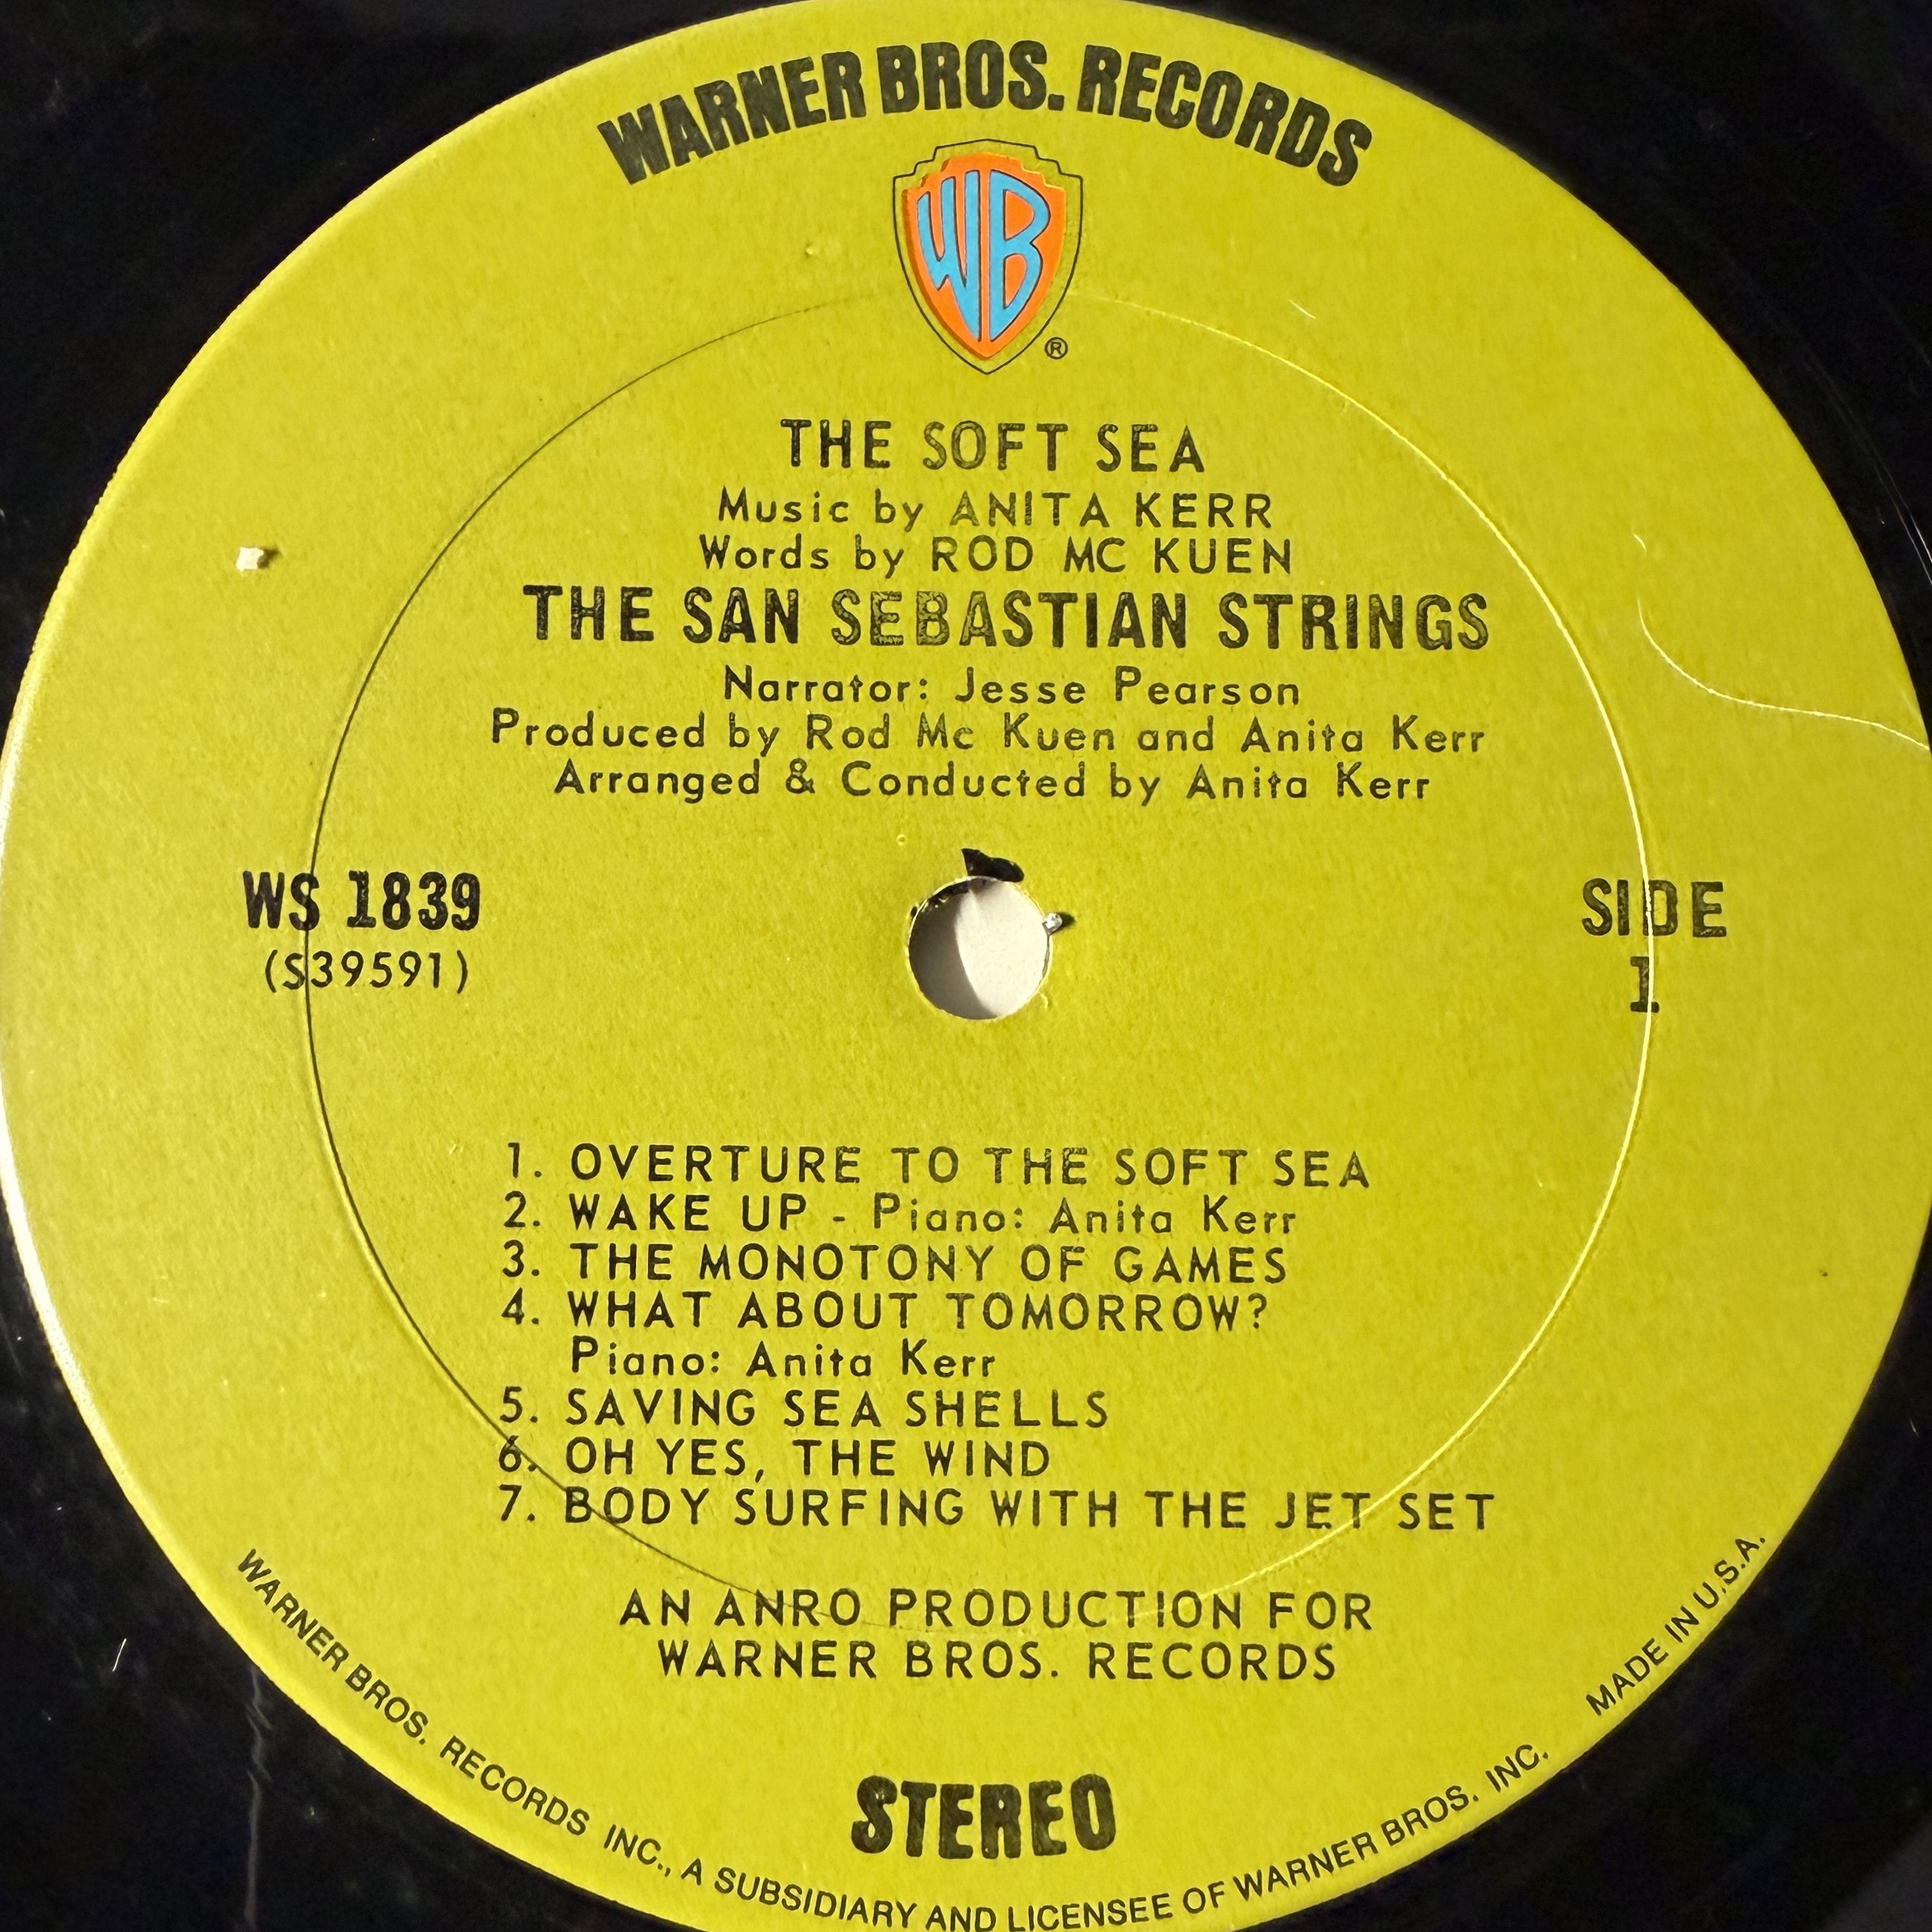 WARNER BROS. RECORDS
WB
®
THE SOFT SEA
Music by ANITA KERR
Words by ROD MC KUEN
THE SAN SEBASTIAN STRINGS
Narrator: Jesse Pearson
Produced by Rod Mc Kuen and Anita Kerr
Arranged & Conducted by Anita Kerr
WS 1839
(S39591)
SIDE
1
1. OVERTURE TO THE SOFT SEA
2. WAKE UP - Piano: Anita Kerr
3. THE MONOTONY OF GAMES
4. WHAT ABOUT TOMORROW?
Piano: Anita Kerr
5. SAVING SEA SHELLS
6. OH YES, THE WIND
7. BODY SURFING WITH THE JET SET
AN ANRO PRODUCTION FOR
WARNER BROS. RECORDS
STEREO
WARNER BROS. RECORDS INC., A SUBSIDIARY AND LICENSEE OF WARNER BROS. INC. MADE IN U.S.A.